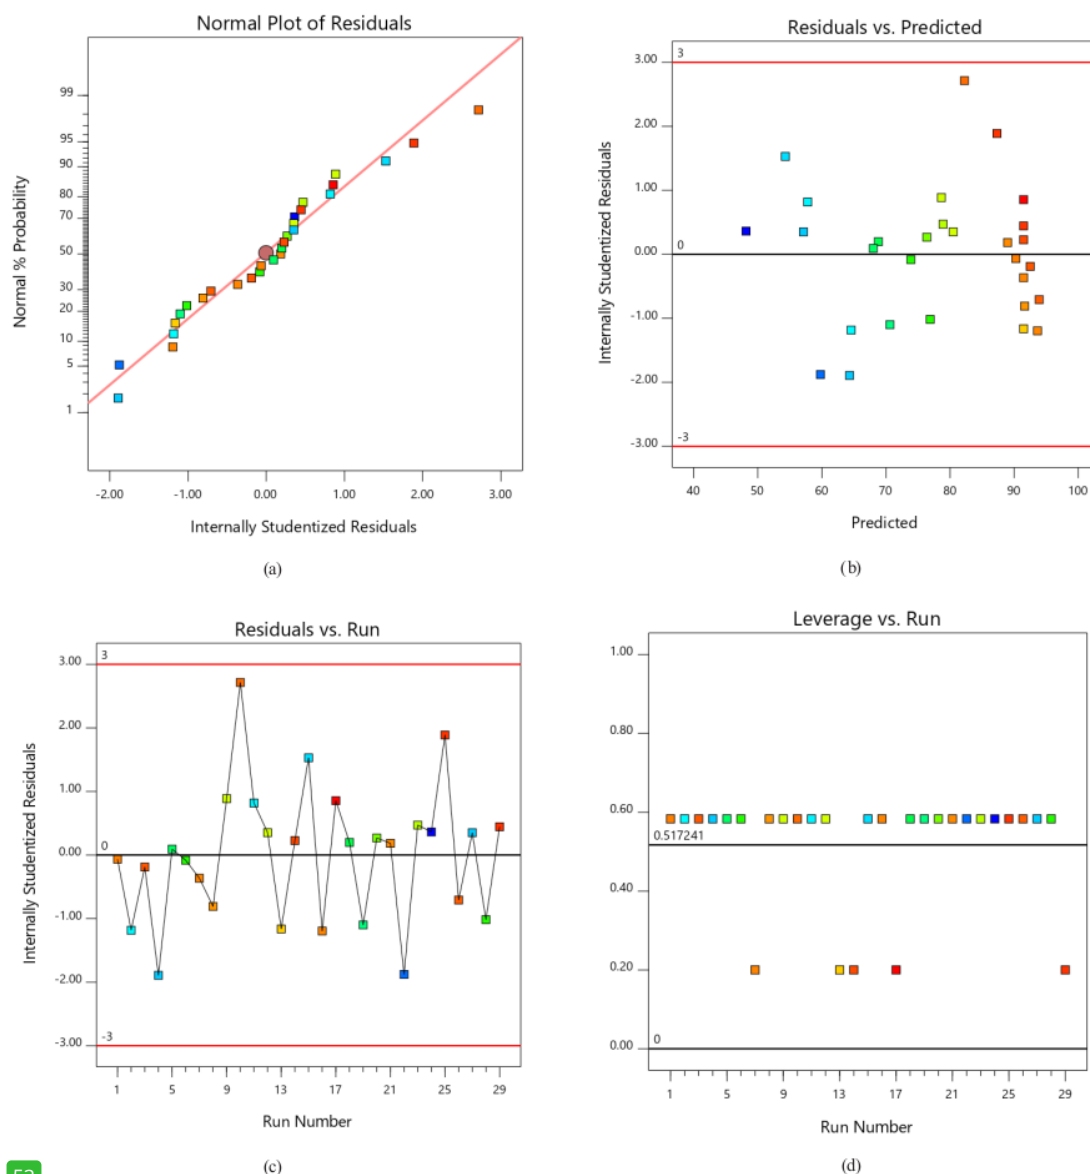 Normal Plot of Residuals
Normal % Probability
99
95
90
80
70
50
30
20
10
5
1
-2.00 -1.00 0.00 1.00 2.00 3.00
Internally Studentized Residuals
(a)
Residuals vs. Predicted
Internally Studentized Residuals
3
3.00
2.00
1.00
0
0.00
-1.00
-2.00
-3
-3.00
40 50 60 70 80 90 100
Predicted
(b)
Residuals vs. Run
Internally Studentized Residuals
3
3.00
2.00
1.00
0
0.00
-1.00
-2.00
-3
-3.00
1 5 9 13 17 21 25 29
Run Number
(c)
Leverage vs. Run
1.00
0.80
0.60
0.517241
0.40
0.20
0
0.00
1 5 9 13 17 21 25 29
Run Number
(d)